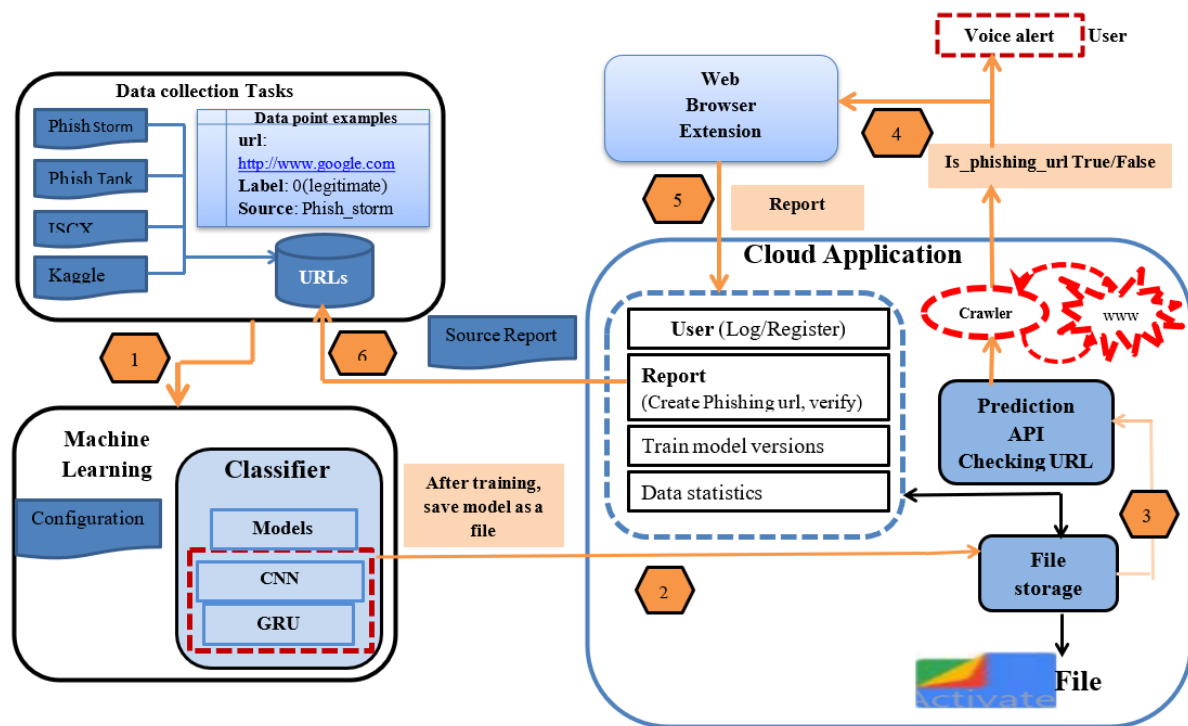 Voice alert
User
Data collection Tasks
Phish Storm
Phish Tank
ISCX
Kaggle
Data point examples
url:
http://www.google.com
Label: 0(legitimate)
Source: Phish_storm
URLs
Web
Browser
Extension
4
Is_phishing_url True/False
5
Report
Cloud Application
Crawler
www
1
6
Source Report
User (Log/Register)
Report
(Create Phishing url, verify)
Train model versions
Data statistics
Prediction
API
Checking URL
Machine
Learning
Configuration
Classifier
Models
CNN
GRU
After training,
save model as a
file
2
3
File
storage
File
Activate